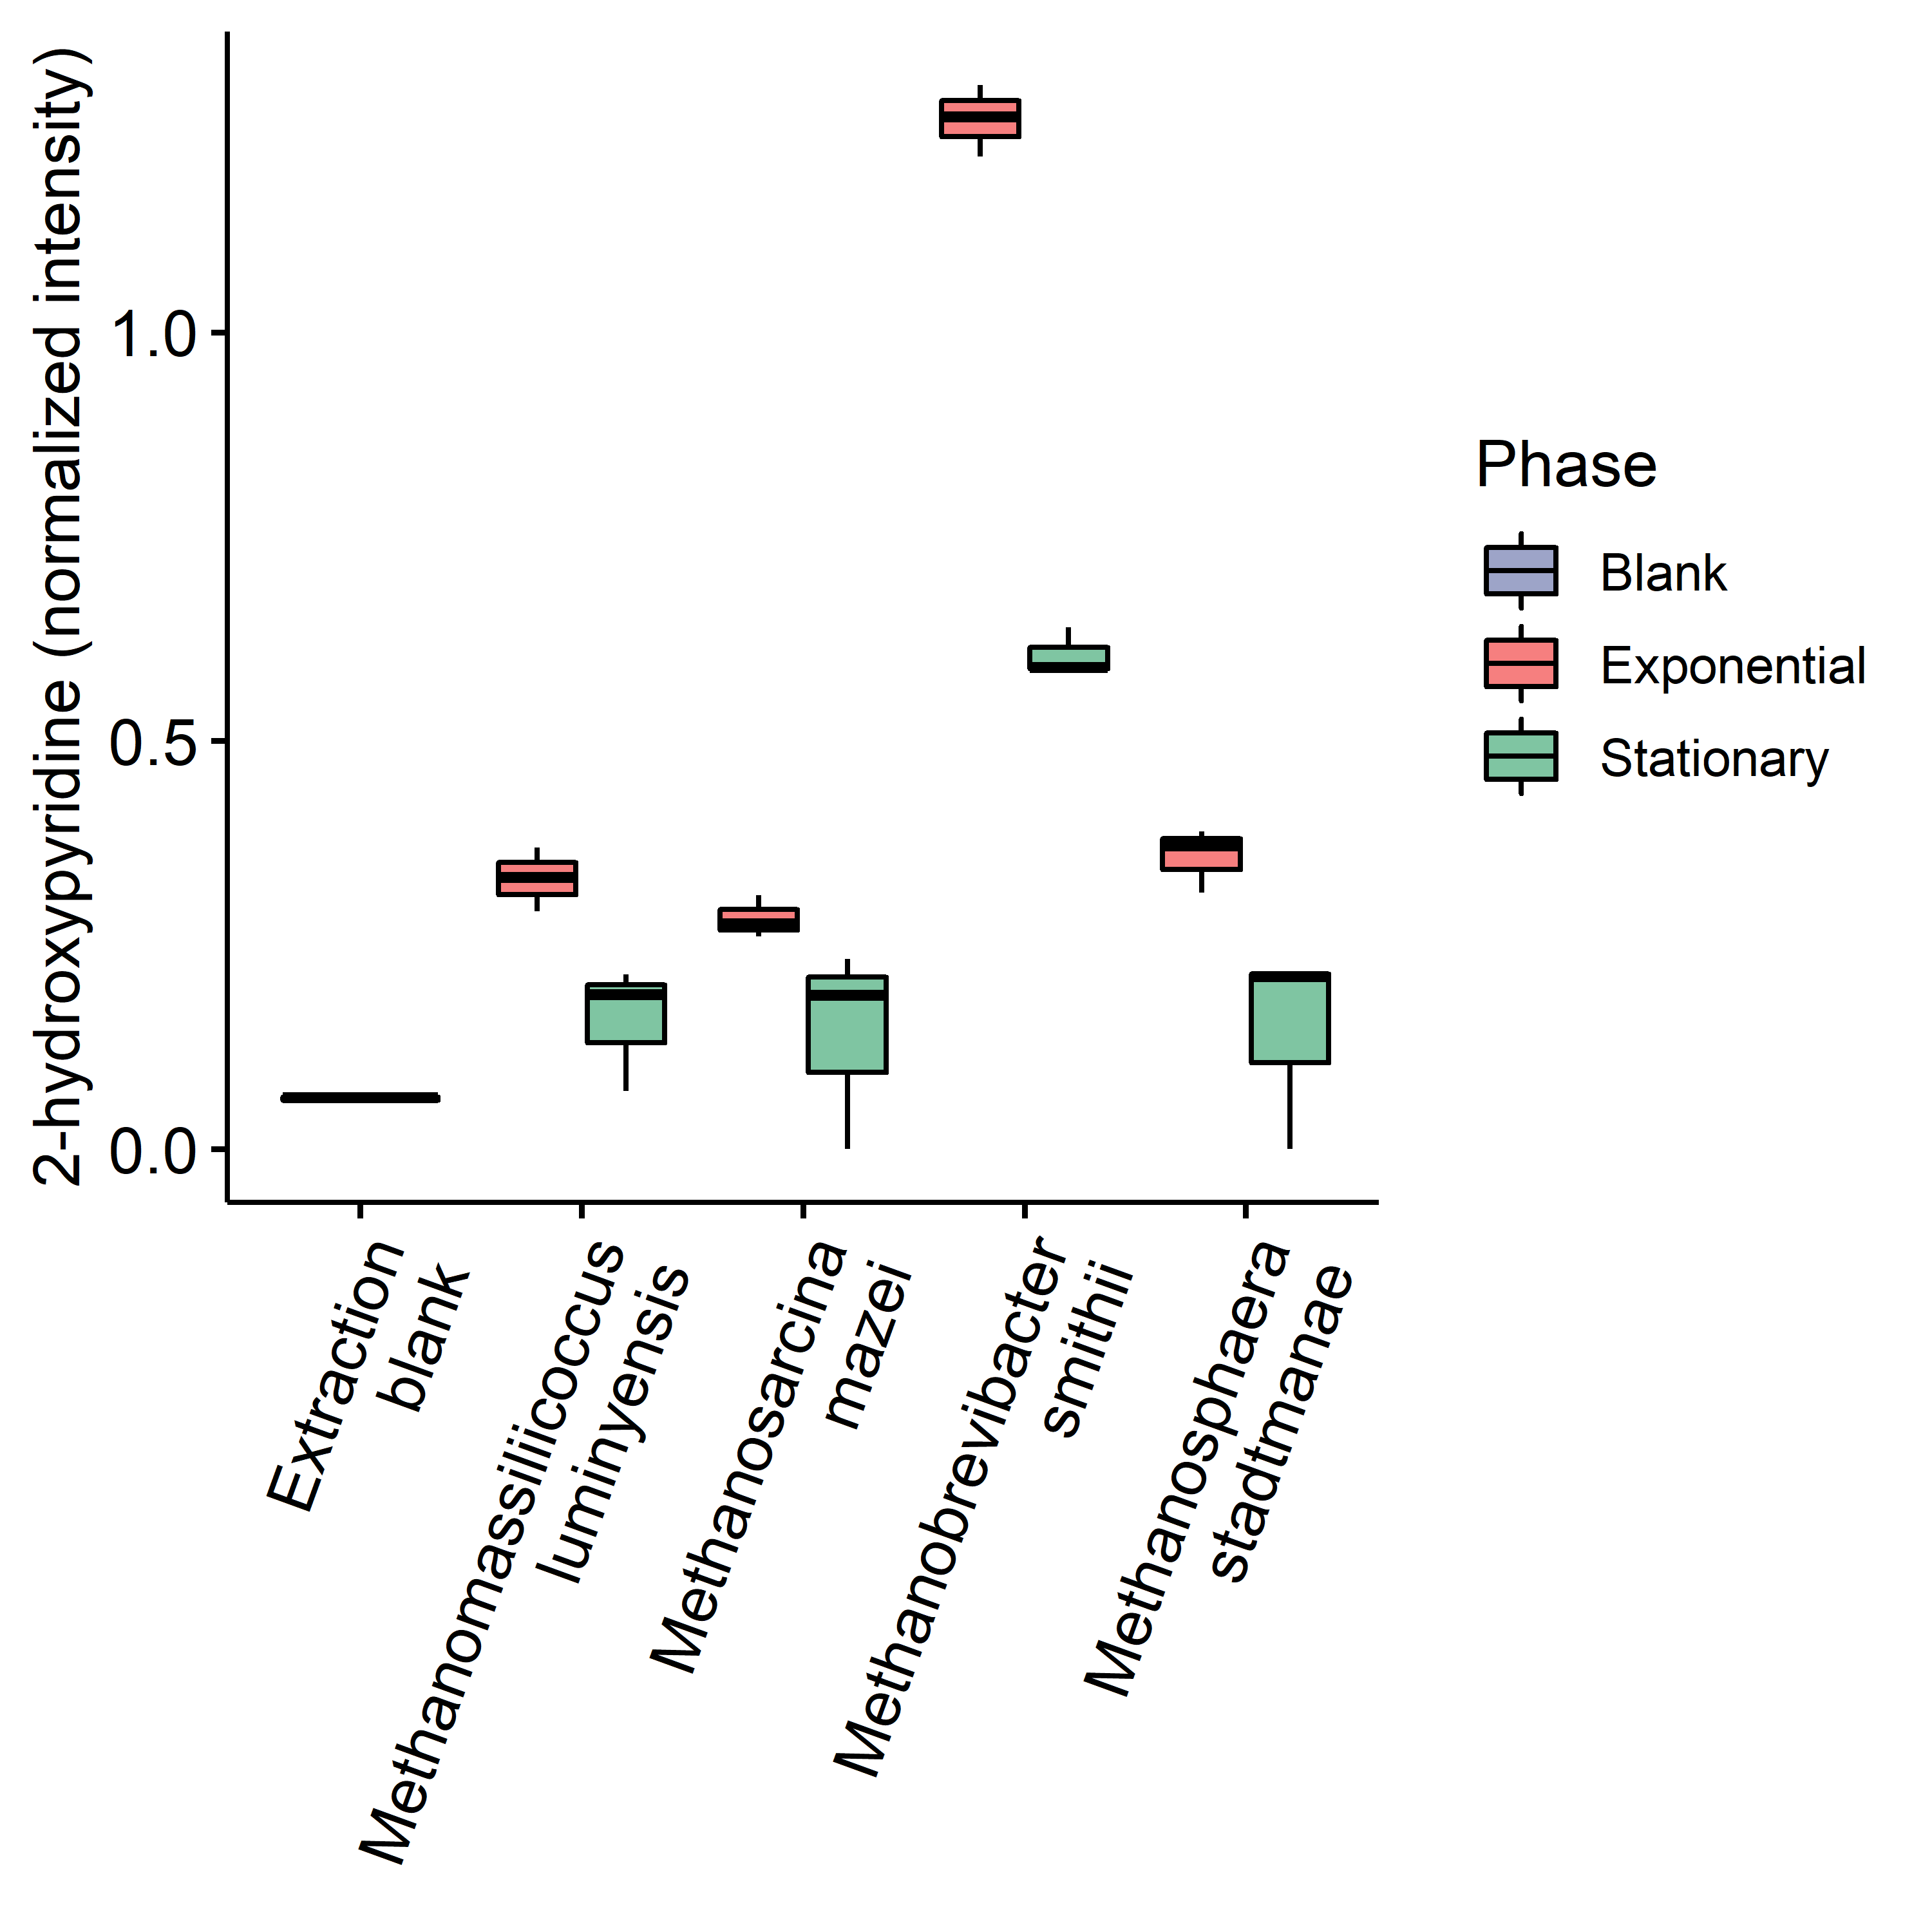 2-hydroxypyridine (normalized intensity)
1.0
0.5
0.0
Extraction
blank
Methanomassiliicoccus
luminyensis
Methanosarcina
mazei
Methanobrevibacter
smithii
Methanosphaera
stadtmanae
Phase
Blank
Exponential
Stationary